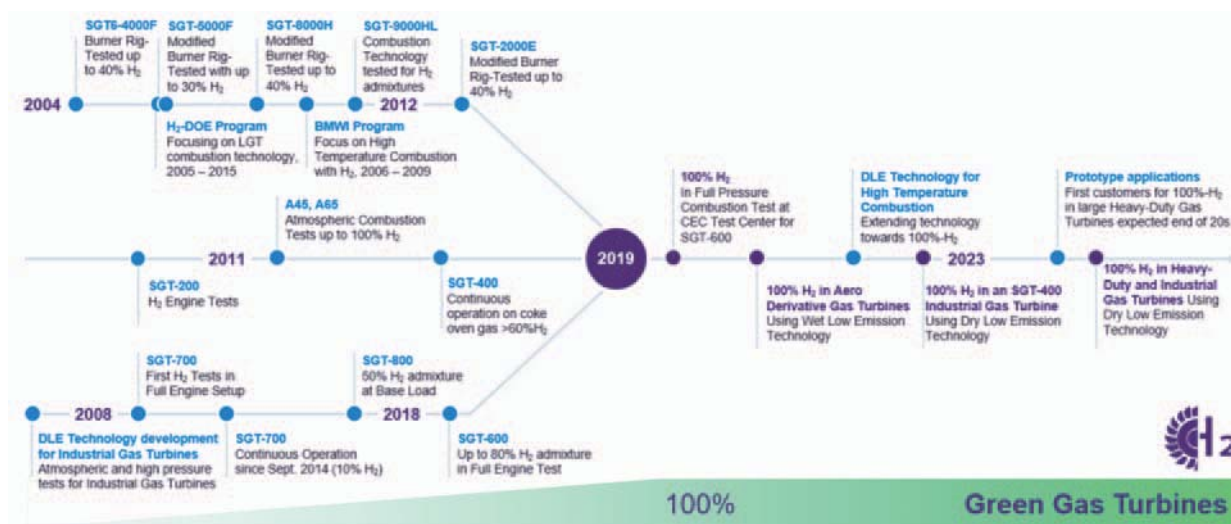 SGT6-4000F
Burner Rig-
Tested up
to 40% H₂
SGT-5000F
Modified
Burner Rig-
Tested with up
to 30% H₂
SGT-8000H
Modified
Burner Rig-
Tested up to
40% H₂
SGT-9000HL
Combustion
Technology
tested for H₂
admixtures
SGT-2000E
Modified Burner
Rig-Tested up to
40% H₂
2004
2012
H₂-DOE Program
Focusing on LGT
combustion technology,
2005 – 2015
BMWI Program
Focus on High
Temperature Combustion
with H₂, 2006 – 2009
A45, A65
Atmospheric Combustion
Tests up to 100% H₂
2011
SGT-200
H₂ Engine Tests
SGT-400
Continuous
operation on coke
oven gas >60%H₂
2019
100% H₂
in Full Pressure
Combustion Test at
CEC Test Center for
SGT-600
DLE Technology for
High Temperature
Combustion
Extending technology
towards 100%-H₂
Prototype applications
First customers for 100%-H₂
in large Heavy-Duty Gas
Turbines expected end of 20s
2023
100% H₂ in Aero
Derivative Gas Turbines
Using Wet Low Emission
Technology
100% H₂ in an SGT-400
Industrial Gas Turbine
Using Dry Low Emission
Technology
100% H₂ in Heavy-
Duty and Industrial
Gas Turbines Using
Dry Low Emission
Technology
SGT-700
First H₂ Tests in
Full Engine Setup
SGT-800
50% H₂ admixture
at Base Load
2008
2018
DLE Technology development
for Industrial Gas Turbines
Atmospheric and high pressure
tests for Industrial Gas Turbines
SGT-700
Continuous Operation
since Sept. 2014 (10% H₂)
SGT-600
Up to 80% H₂ admixture
in Full Engine Test
H2
100%
Green Gas Turbines